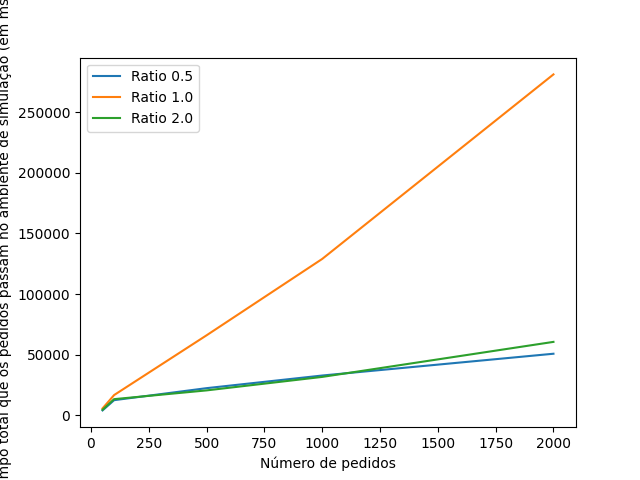 mpo total que os pedidos passam no ambiente de simulação (em ms
250000
200000
150000
100000
50000
0
Ratio 0.5
Ratio 1.0
Ratio 2.0
0 250 500 750 1000 1250 1500 1750 2000
Número de pedidos